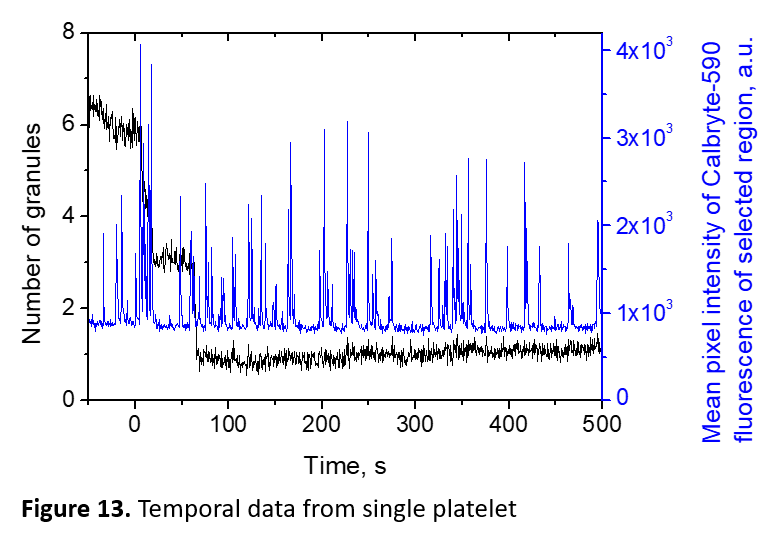 8
6
4
2
0
Number of granules
4x10³
3x10³
2x10³
1x10³
0
Mean pixel intensity of Calbryte-590
fluorescence of selected region, a.u.
0 100 200 300 400 500
Time, s
Figure 13. Temporal data from single platelet